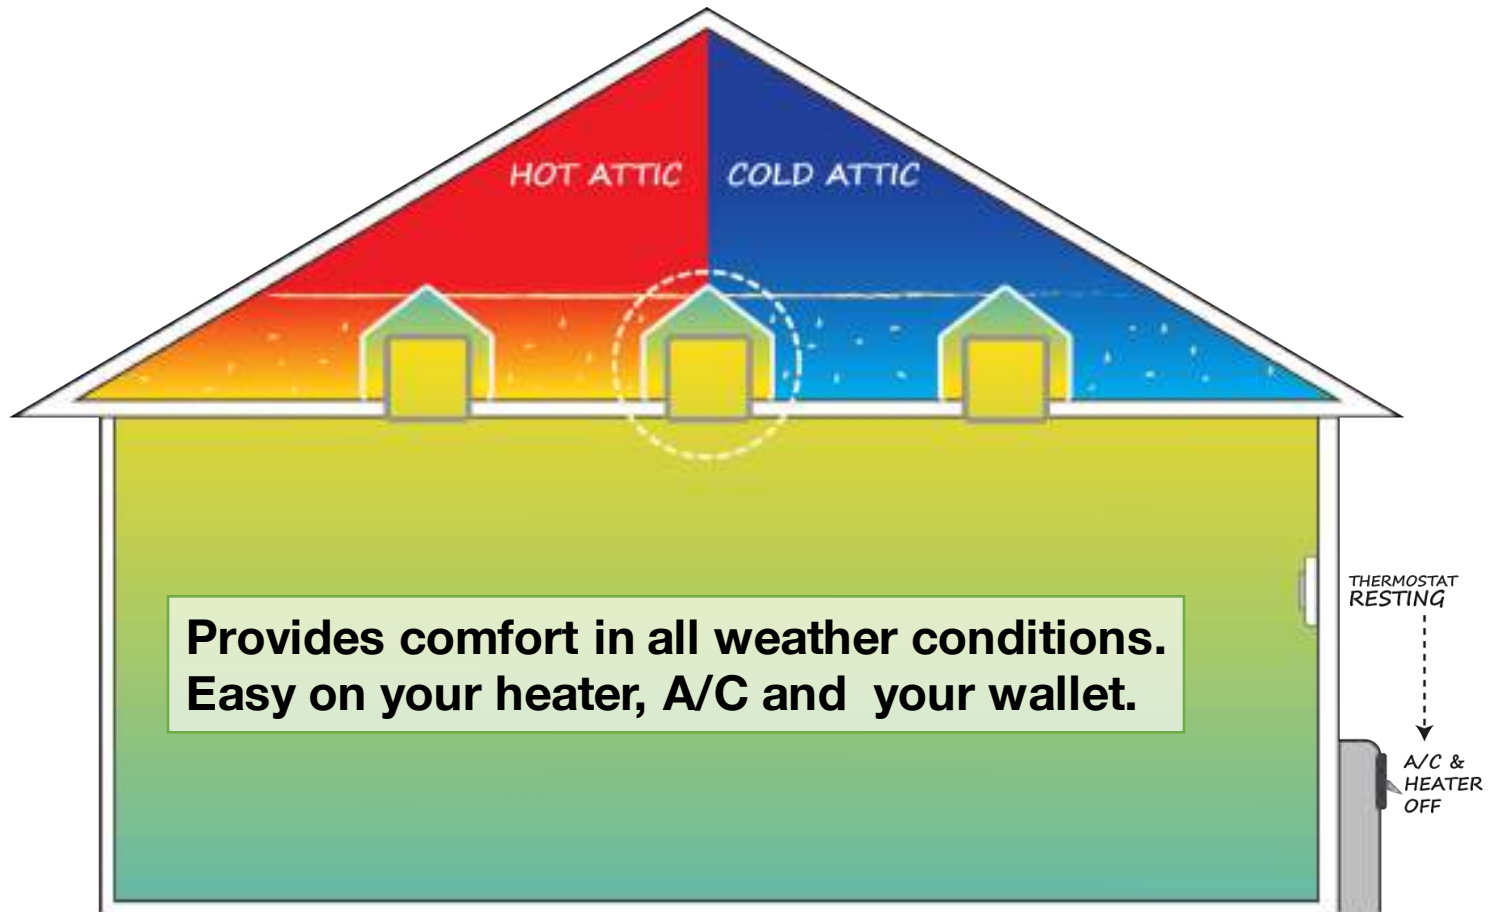 HOT ATTIC
COLD ATTIC
THERMOSTAT
RESTING
Provides comfort in all weather conditions.
Easy on your heater, A/C and  your wallet.
A/C &
HEATER
OFF